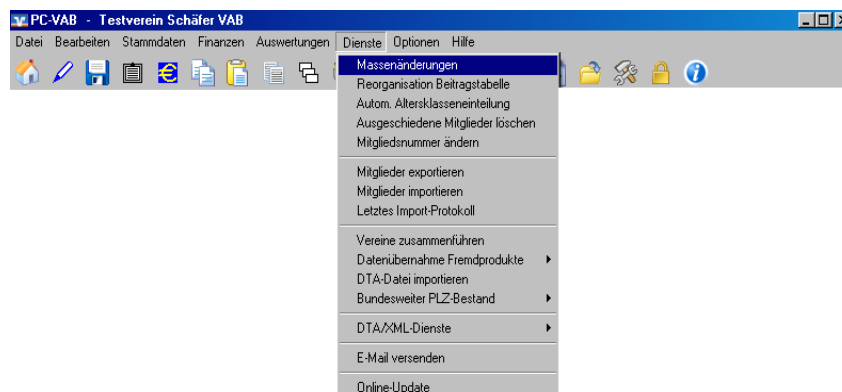 PC-VAB - Testverein Schäfer VAB
Datei Bearbeiten Stammdaten Finanzen Auswertungen Dienste Optionen Hilfe
Massenänderungen
Reorganisation Beitragstabelle
Autom. Altersklasseneinteilung
Ausgeschiedene Mitglieder löschen
Mitgliedsnummer ändern
Mitglieder exportieren
Mitglieder importieren
Letztes Import-Protokoll
Vereine zusammenführen
Datenübernahme Fremdprodukte
DTA-Datei importieren
Bundesweiter PLZ-Bestand
DTA/XML-Dienste
E-Mail versenden
Online-Update